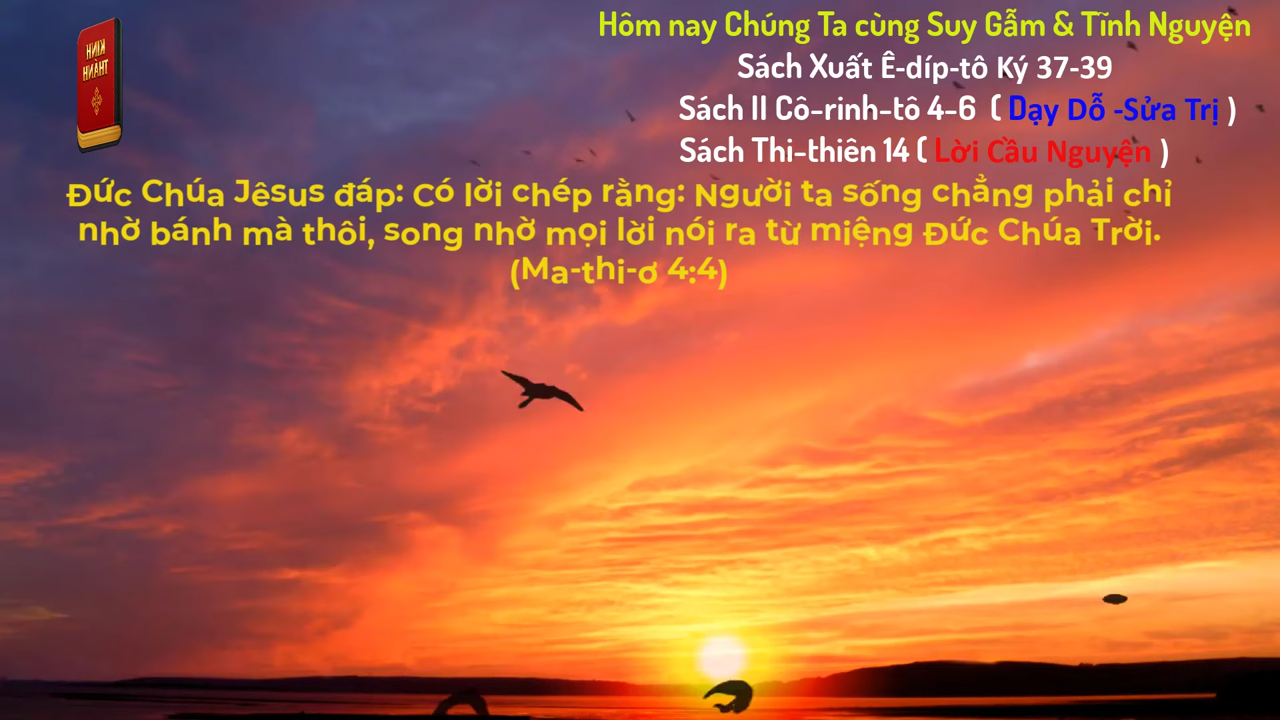 KINH
THÁNH
Hôm nay Chúng Ta cùng Suy Gẫm & Tĩnh Nguyện
Sách Xuất Ê-díp-tô Ký 37-39
Sách II Cô-rinh-tô 4-6 ( Dạy Dỗ -Sửa Trị )
Sách Thi-thiên 14 ( Lời Cầu Nguyện )
Đức Chúa Jêsus đáp: Có lời chép rằng: Người ta sống chẳng phải chỉ
nhờ bánh mà thôi, song nhờ mọi lời nói ra từ miệng Đức Chúa Trời.
(Ma-thi-ơ 4:4)